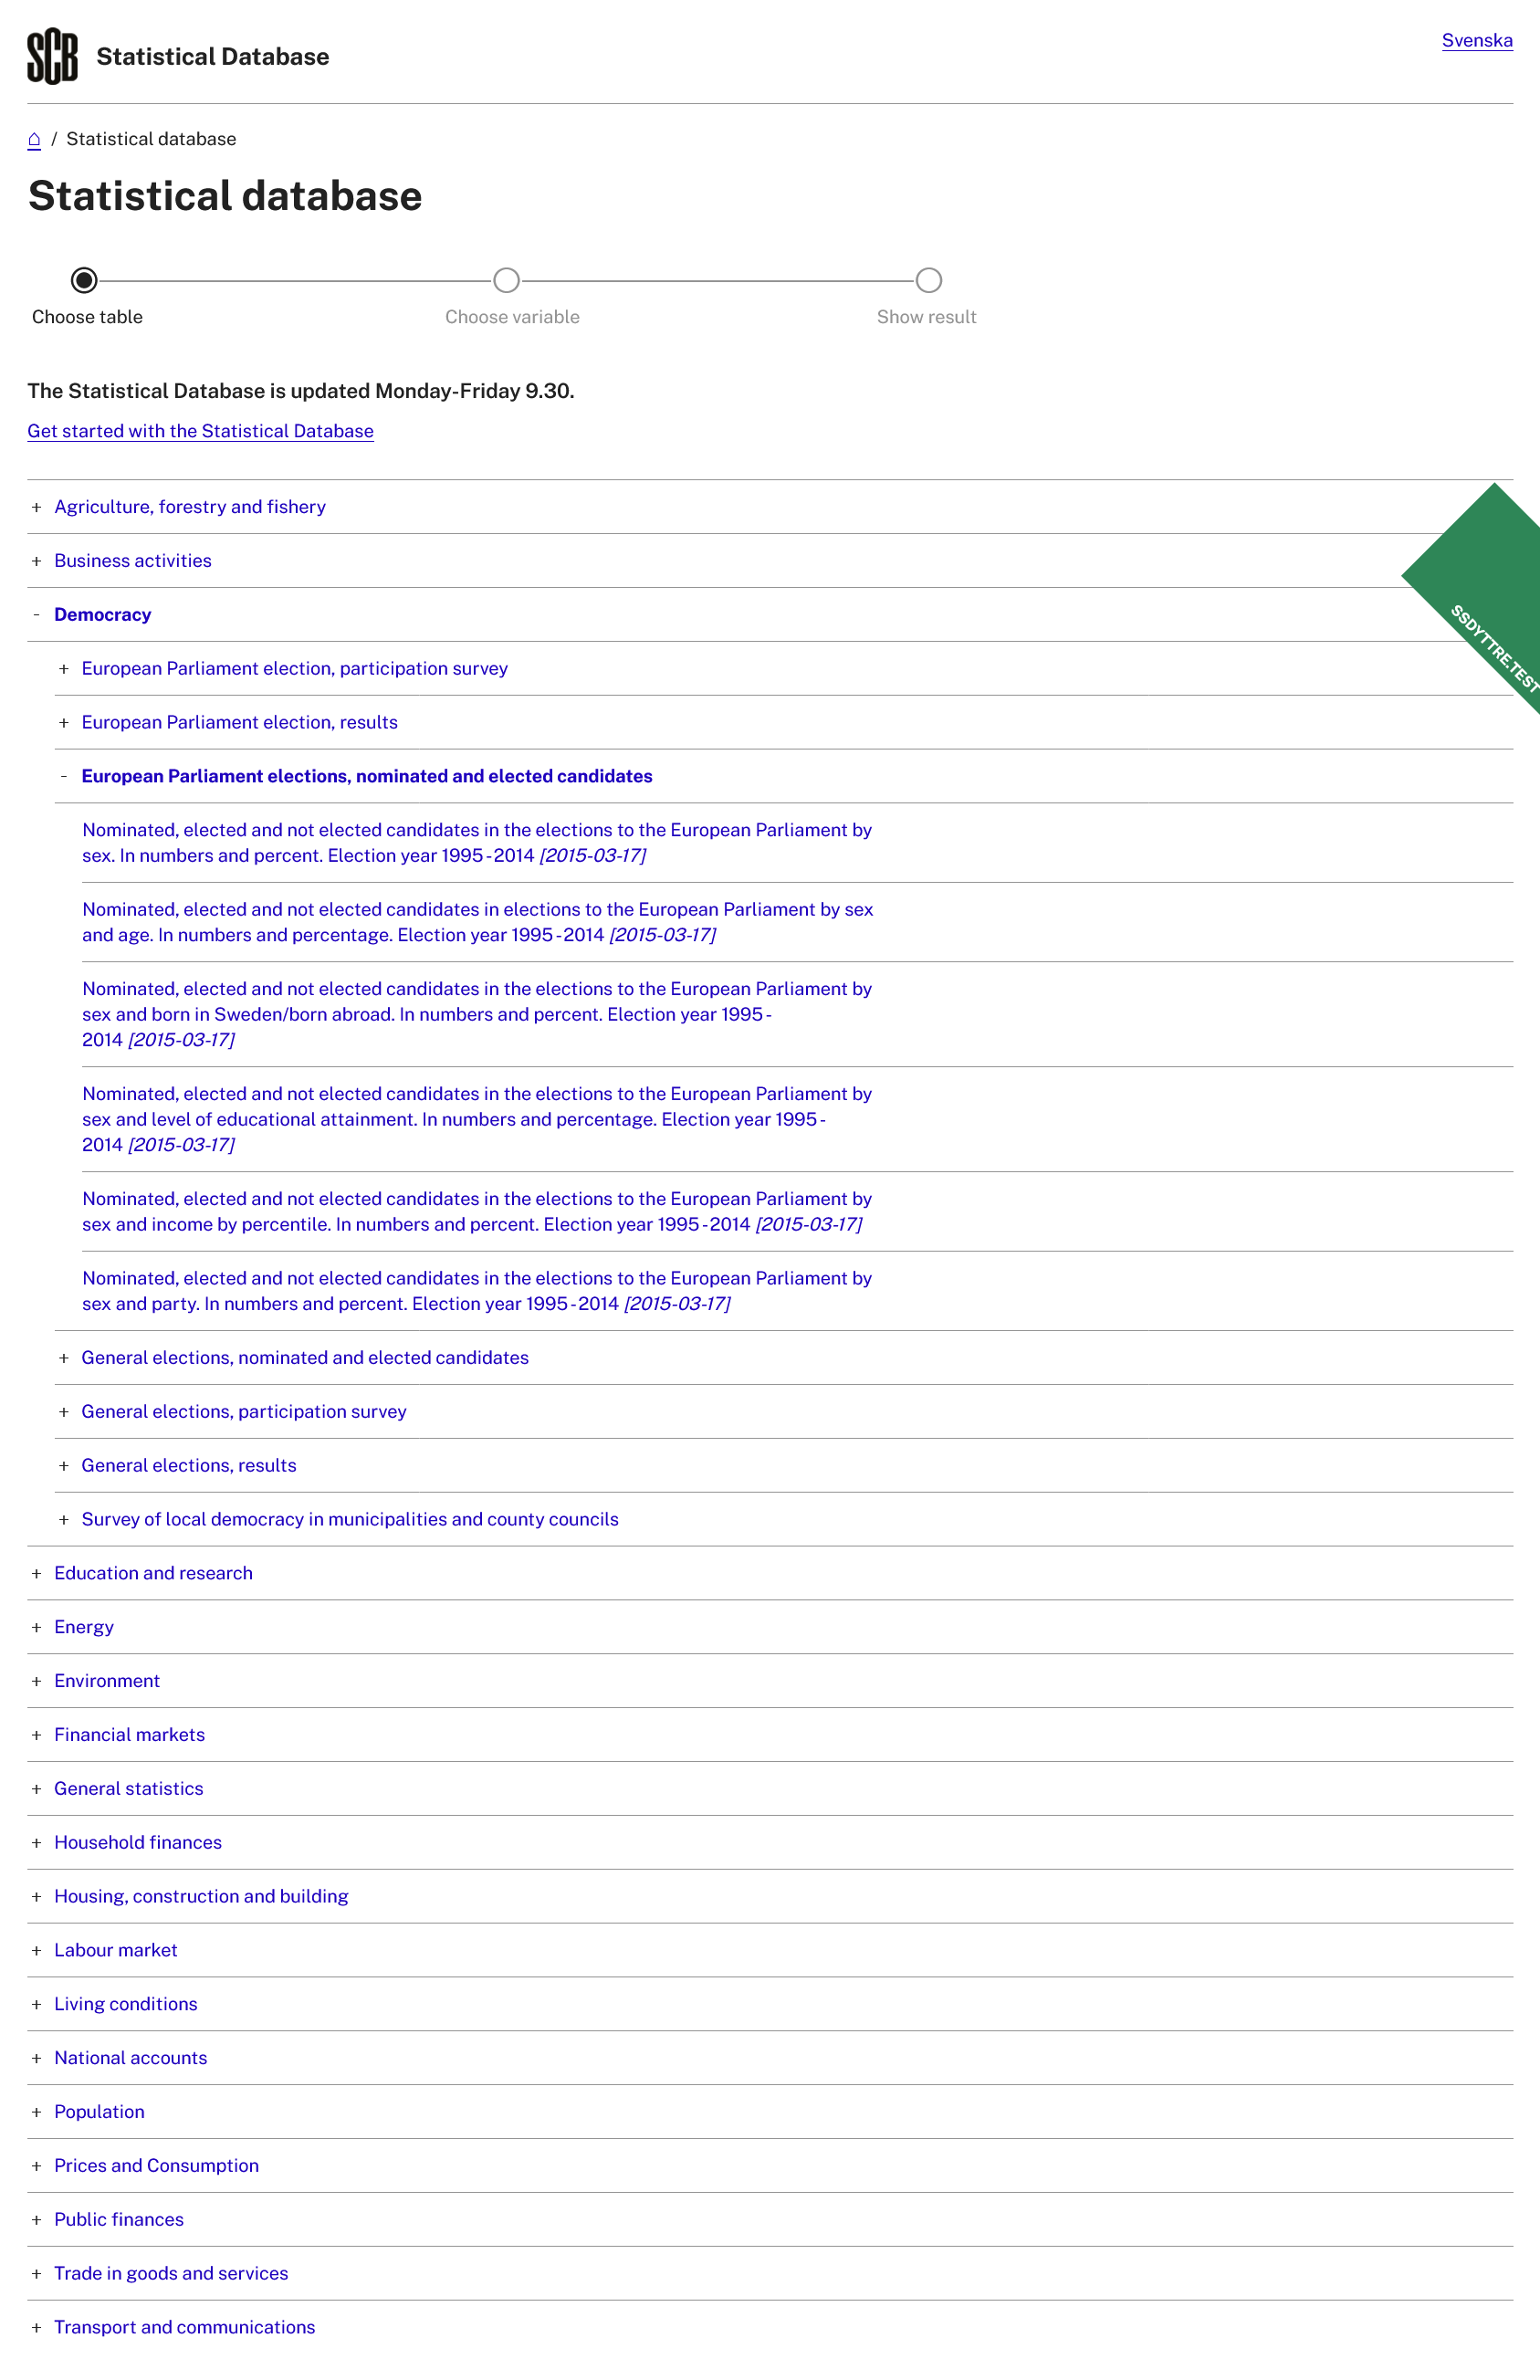 SCB Statistical Database
Svenska
⌂ / Statistical database
Statistical database
Choose table
Choose variable
Show result
The Statistical Database is updated Monday-Friday 9.30.
Get started with the Statistical Database
+ Agriculture, forestry and fishery
+ Business activities
- Democracy
SSDYTTRE.TEST
+ European Parliament election, participation survey
+ European Parliament election, results
- European Parliament elections, nominated and elected candidates
Nominated, elected and not elected candidates in the elections to the European Parliament by
sex. In numbers and percent. Election year 1995-2014 [2015-03-17]
Nominated, elected and not elected candidates in elections to the European Parliament by sex
and age. In numbers and percentage. Election year 1995-2014 [2015-03-17]
Nominated, elected and not elected candidates in the elections to the European Parliament by
sex and born in Sweden/born abroad. In numbers and percent. Election year 1995-
2014 [2015-03-17]
Nominated, elected and not elected candidates in the elections to the European Parliament by
sex and level of educational attainment. In numbers and percentage. Election year 1995-
2014 [2015-03-17]
Nominated, elected and not elected candidates in the elections to the European Parliament by
sex and income by percentile. In numbers and percent. Election year 1995-2014 [2015-03-17]
Nominated, elected and not elected candidates in the elections to the European Parliament by
sex and party. In numbers and percent. Election year 1995-2014 [2015-03-17]
+ General elections, nominated and elected candidates
+ General elections, participation survey
+ General elections, results
+ Survey of local democracy in municipalities and county councils
+ Education and research
+ Energy
+ Environment
+ Financial markets
+ General statistics
+ Household finances
+ Housing, construction and building
+ Labour market
+ Living conditions
+ National accounts
+ Population
+ Prices and Consumption
+ Public finances
+ Trade in goods and services
+ Transport and communications